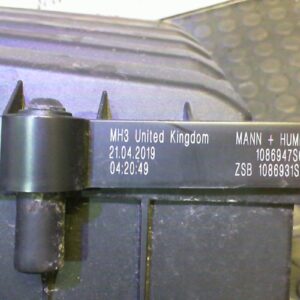 MH3 United Kingdom MANN + HUM
21.04.2019 1086947S
04:20:49 ZSB 1086931S